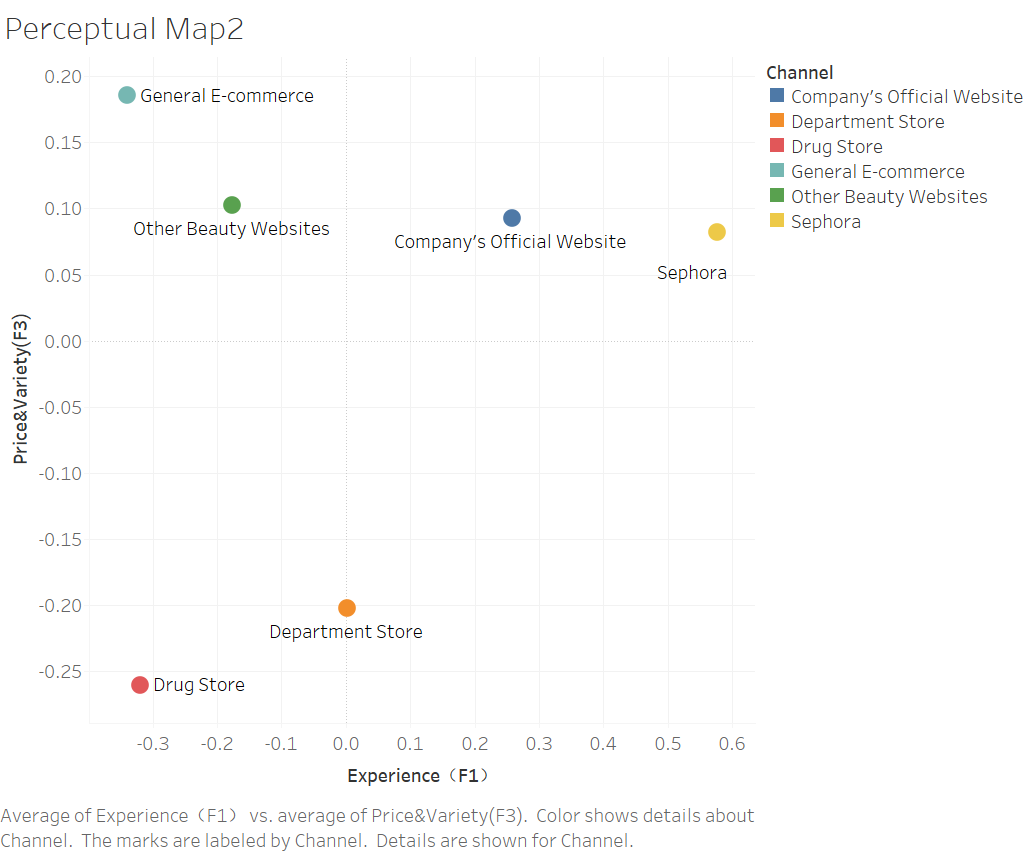 Perceptual Map2
0.20
0.15
0.10
0.05
0.00
-0.05
-0.10
-0.15
-0.20
-0.25
Price&Variety(F3)
General E-commerce
Other Beauty Websites
Company's Official Website
Sephora
Department Store
Drug Store
-0.3 -0.2 -0.1 0.0 0.1 0.2 0.3 0.4 0.5 0.6
Experience（F1）
Channel
Company's Official Website
Department Store
Drug Store
General E-commerce
Other Beauty Websites
Sephora
Average of Experience（F1） vs. average of Price&Variety(F3).  Color shows details about
Channel.  The marks are labeled by Channel.  Details are shown for Channel.